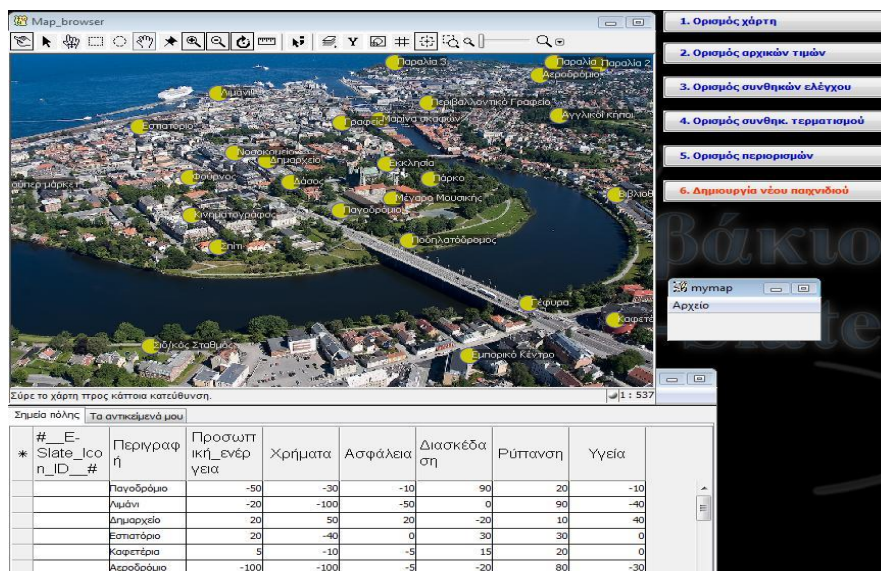 Map_browser
1. Ορισμός χάρτη
2. Ορισμός αρχικών τιμών
3. Ορισμός συνθηκών ελέγχου
4. Ορισμός συνθηκ. τερματισμού
5. Ορισμός περιορισμών
6. Δημιουργία νέου παιχνιδιού
Παραλία 3
Παραλία
Παραλία 2
Αεροδρόμιο
Λιμάνι
Περιβαλλοντικό Γραφείο
Αγγλικοί κήποι
Γραφείς
Μαρίνα σκαφών
Εστιατόριο
Νοσοκομείο
Δημαρχείο
Εκκλησία
Φούρνος
Δάσος
Πάρκο
σούπερ μάρκετ
Μέγαρο Μουσικής
Βιβλιοθ
Κινηματογράφος
Παγοδρόμιο
Σπίτι
Ποδηλατόδρομος
βάκιο
mymap
Αρχείο
Slate
Γέφυρα
Καφετέ
Σιδ/κός Σταθμός
Εμπορικό Κέντρο
Σύρε το χάρτη προς κάποια κατεύθυνση.
1 : 537
Σημεία πόλης Τα αντικείμενά μου
* #__E-Slate_Icon_ID__# Περιγραφή Προσωπική_ενέργεια Χρήματα Ασφάλεια Διασκέδαση Ρύπανση Υγεία
Παγοδρόμιο -50 -30 -10 90 20 -10
Λιμάνι -20 -100 -50 0 90 -40
Δημαρχείο 20 50 20 -20 10 40
Εστιατόριο 20 -40 0 30 30 0
Καφετέρια 5 -10 -5 15 20 0
Αεροδρόμιο -100 -100 -5 -20 80 -30